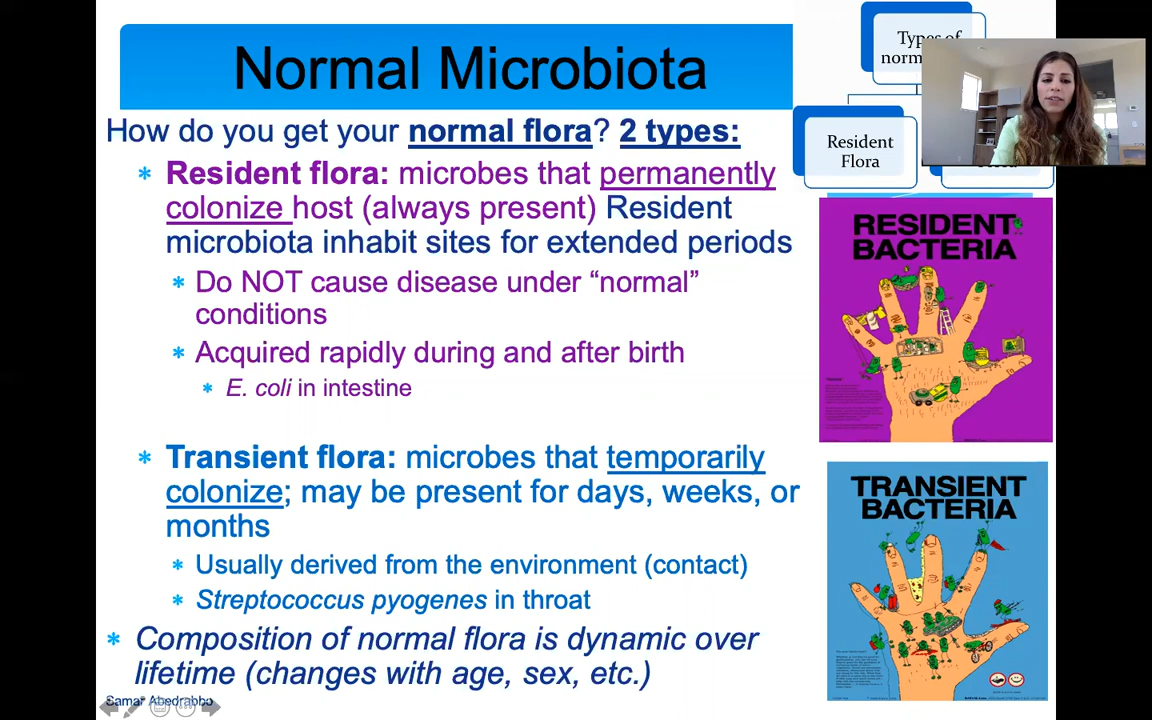 Normal Microbiota
How do you get your normal flora? 2 types:
* Resident flora: microbes that permanently
colonize host (always present) Resident
microbiota inhabit sites for extended periods
* Do NOT cause disease under “normal”
conditions
* Acquired rapidly during and after birth
* E. coli in intestine
* Transient flora: microbes that temporarily
colonize; may be present for days, weeks, or
months
* Usually derived from the environment (contact)
* Streptococcus pyogenes in throat
* Composition of normal flora is dynamic over
lifetime (changes with age, sex, etc.)
Samar Abedrabbo
Types of
Resident
Flora
RESIDENT
BACTERIA
TRANSIENT
BACTERIA